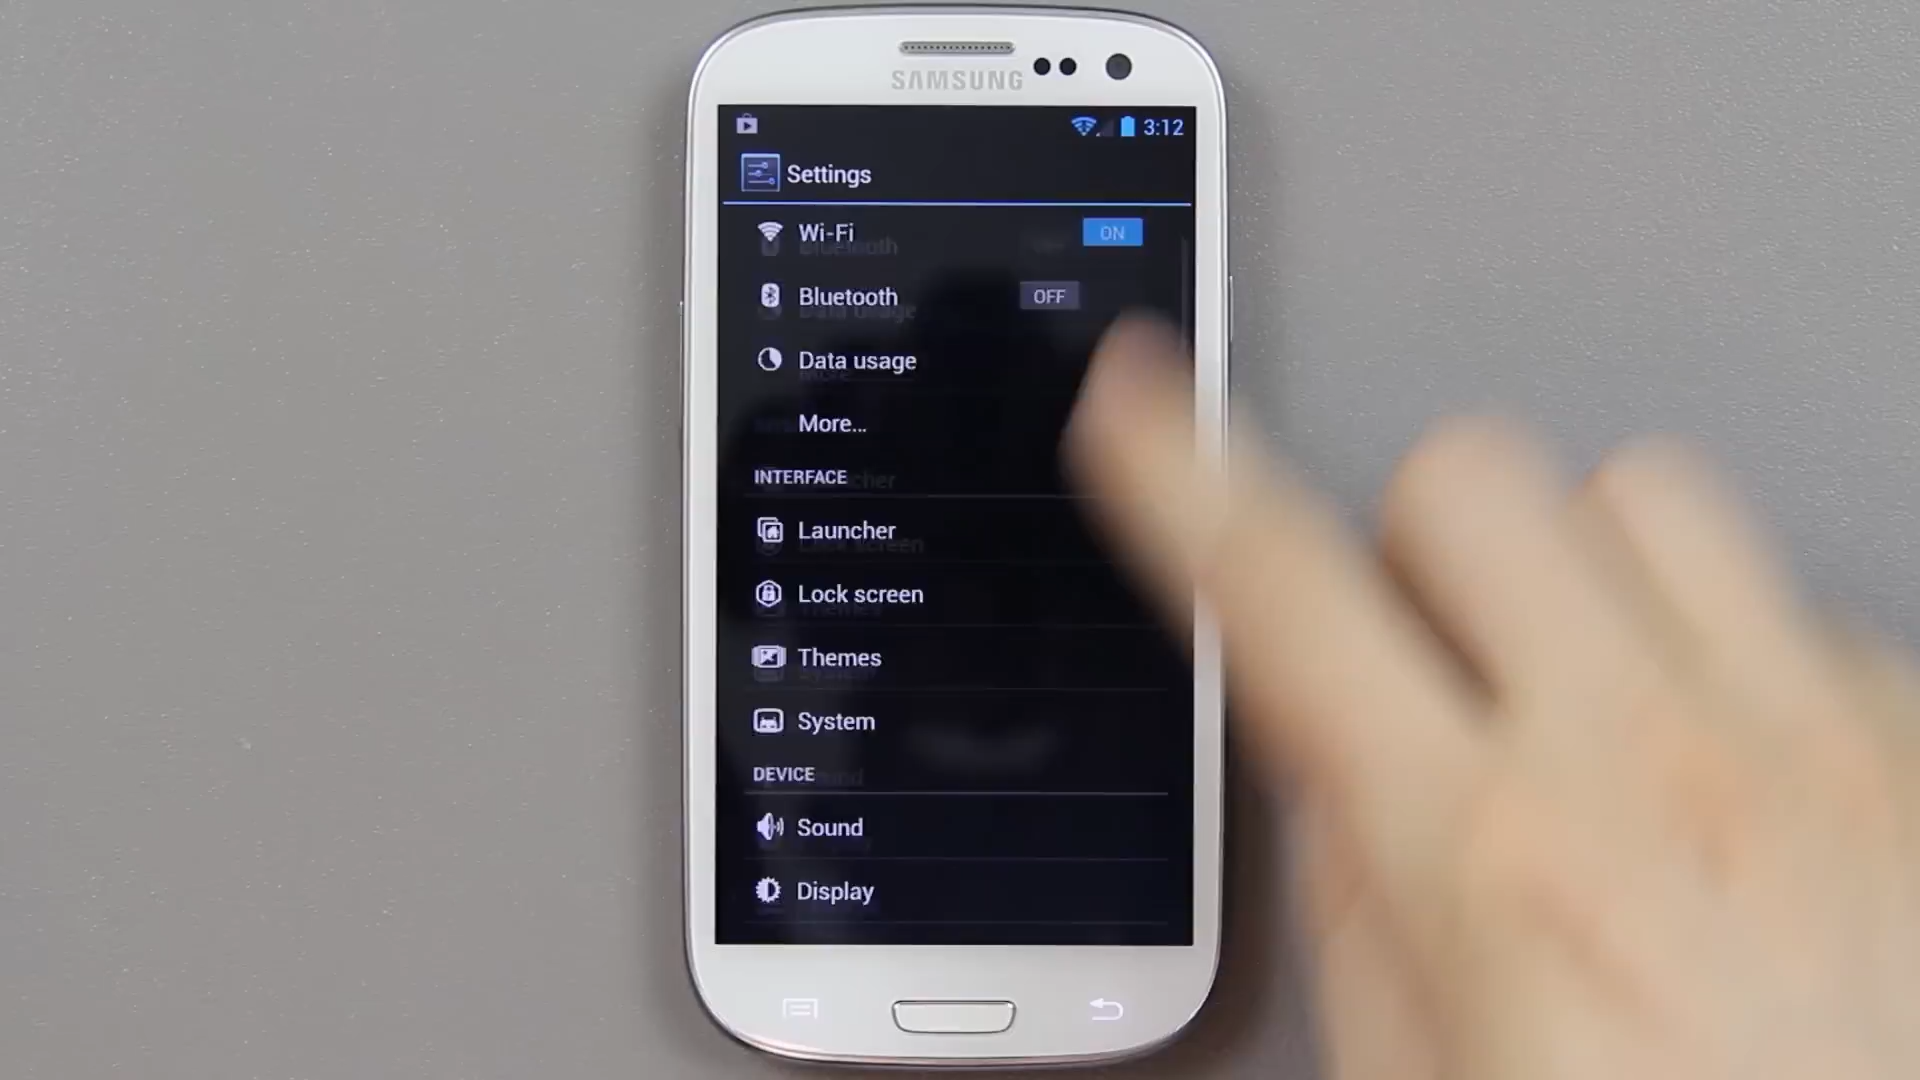 SAMSUNG
3:12
Settings
Wi-Fi ON
Bluetooth OFF
Data usage
More...
INTERFACE
Launcher
Lock screen
Themes
System
DEVICE
Sound
Display